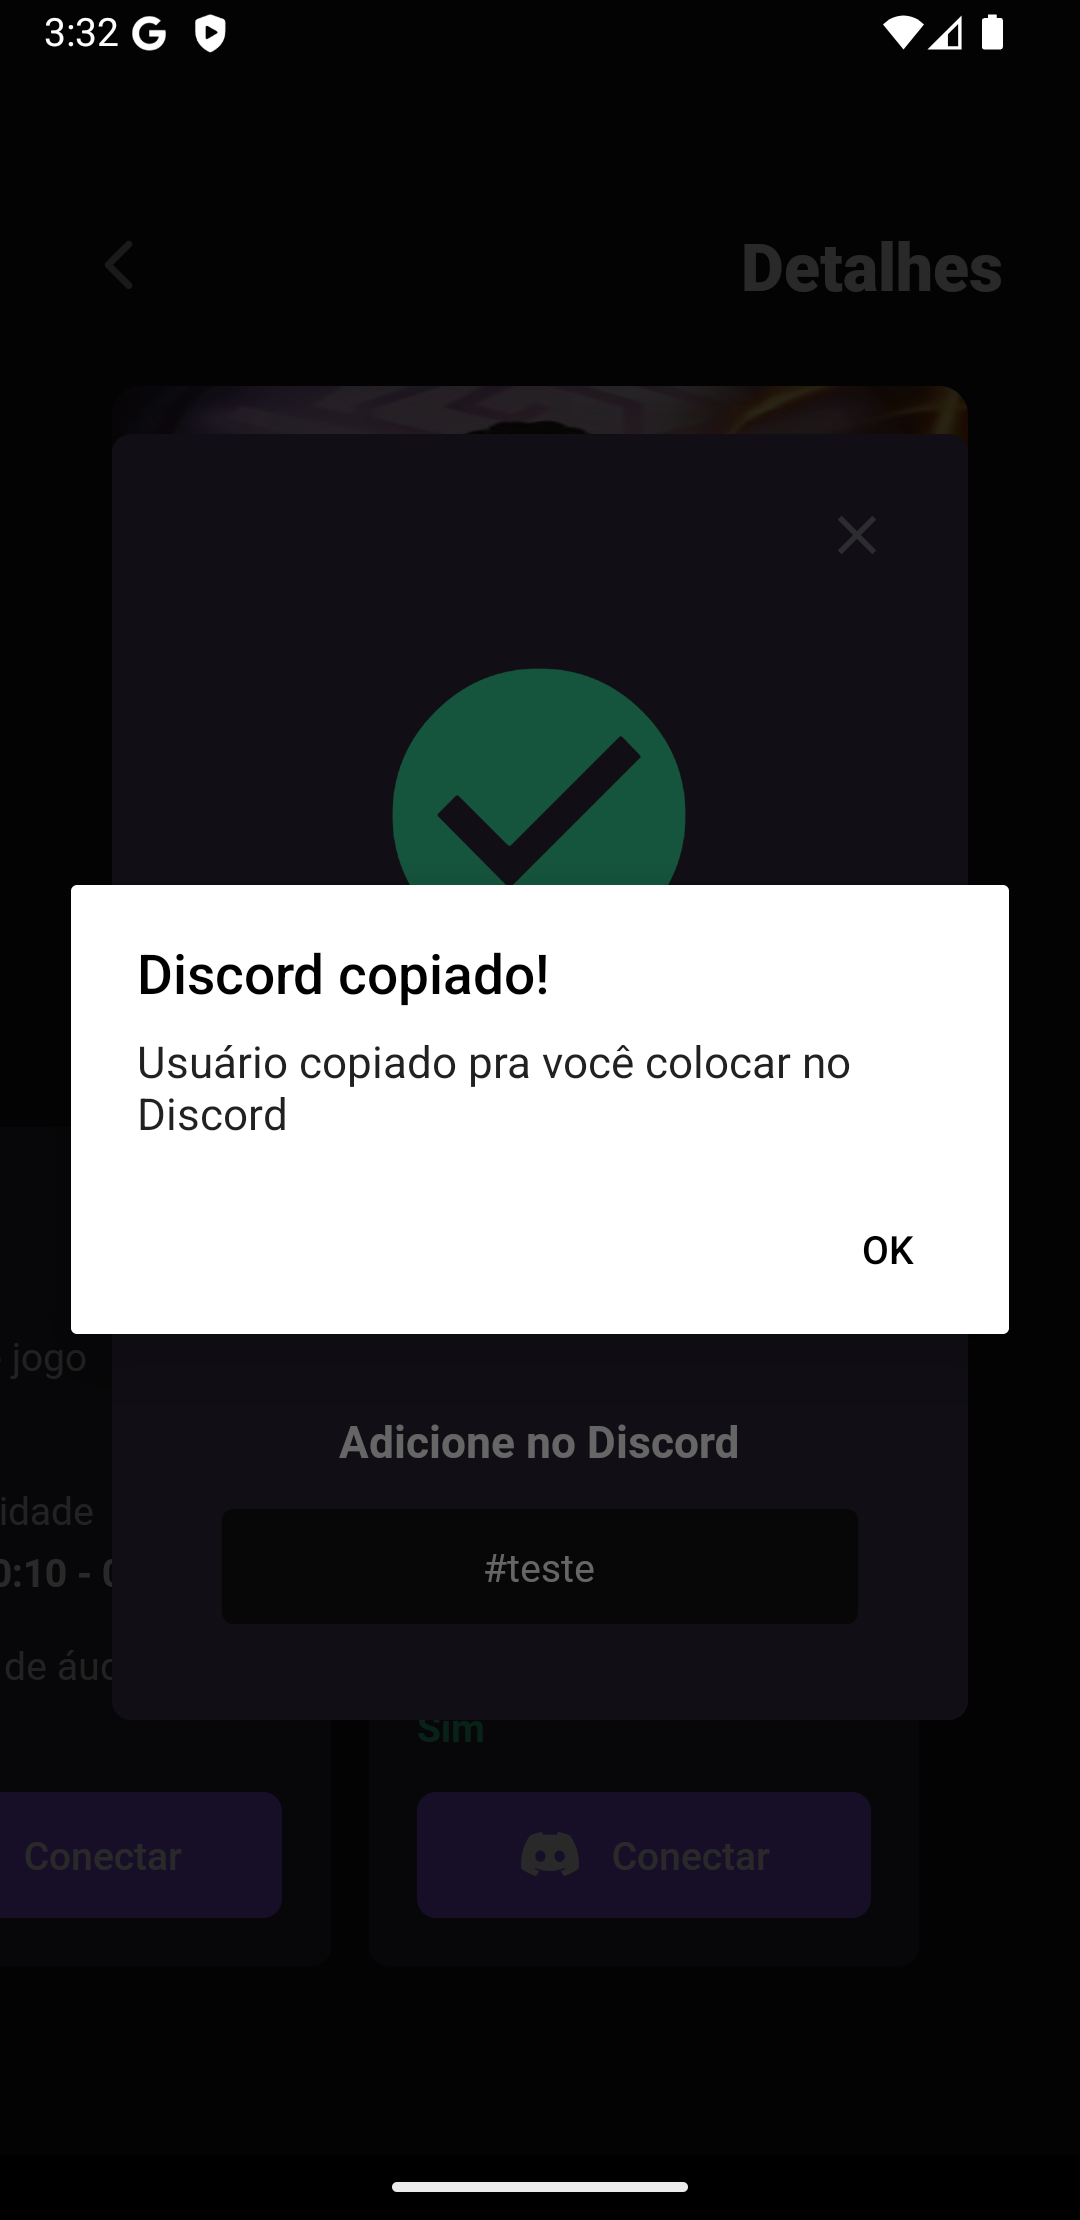 3:32
Detalhes
Discord copiado!
Usuário copiado pra você colocar no
Discord
OK
jogo
Adicione no Discord
idade
#teste
0:10 -
de áud
Sim
Conectar
Conectar